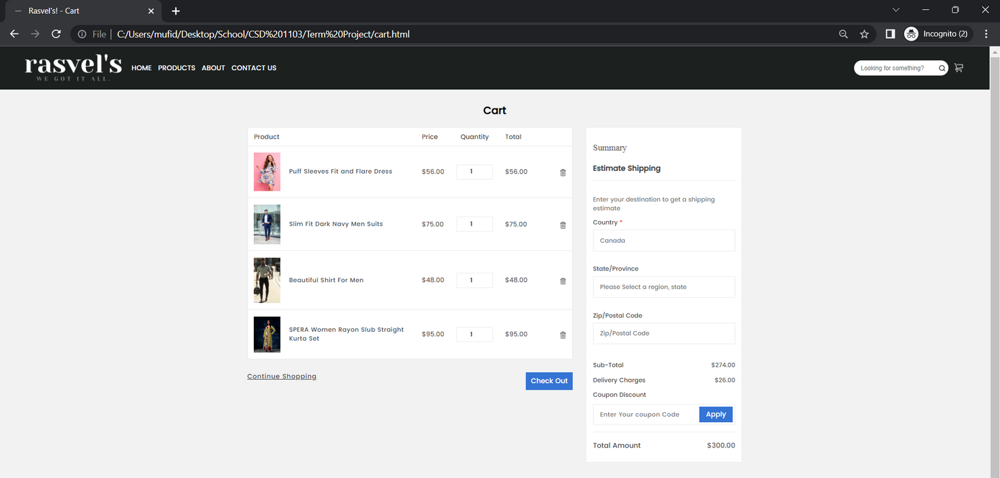 Rasvel's! - Cart
File | C:/Users/mufid/Desktop/School/CSD%201103/Term%20Project/cart.html
Incognito (2)
rasvel's
WE GOT IT ALL.
HOME PRODUCTS ABOUT CONTACT US
Looking for something?
Cart
Product Price Quantity Total
Puff Sleeves Fit and Flare Dress $56.00 1 $56.00
Slim Fit Dark Navy Men Suits $75.00 1 $75.00
Beautiful Shirt For Men $48.00 1 $48.00
SPERA Women Rayon Slub Straight
Kurta Set $95.00 1 $95.00
Continue Shopping
Check Out
Summary
Estimate Shipping
Enter your destination to get a shipping
estimate
Country *
Canada
State/Province
Please Select a region, state
Zip/Postal Code
Zip/Postal Code
Sub-Total $274.00
Delivery Charges $26.00
Coupon Discount
Enter Your coupon Code Apply
Total Amount $300.00